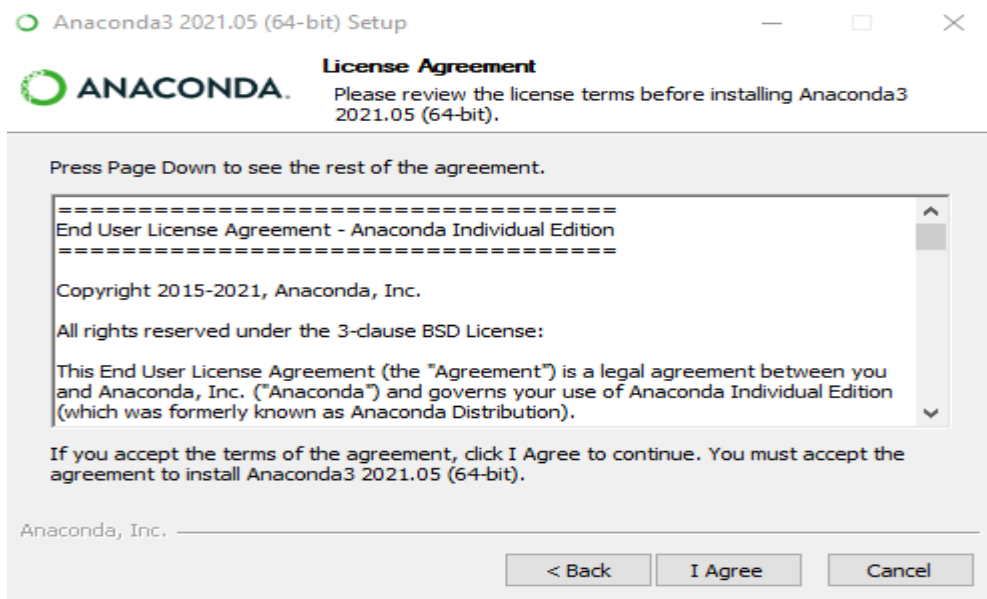 Anaconda3 2021.05 (64-bit) Setup
ANACONDA.
License Agreement
Please review the license terms before installing Anaconda3
2021.05 (64-bit).
Press Page Down to see the rest of the agreement.
===================================
End User License Agreement - Anaconda Individual Edition
===================================
Copyright 2015-2021, Anaconda, Inc.
All rights reserved under the 3-clause BSD License:
This End User License Agreement (the "Agreement") is a legal agreement between you
and Anaconda, Inc. ("Anaconda") and governs your use of Anaconda Individual Edition
(which was formerly known as Anaconda Distribution).
If you accept the terms of the agreement, click I Agree to continue. You must accept the
agreement to install Anaconda3 2021.05 (64-bit).
Anaconda, Inc.
< Back
I Agree
Cancel